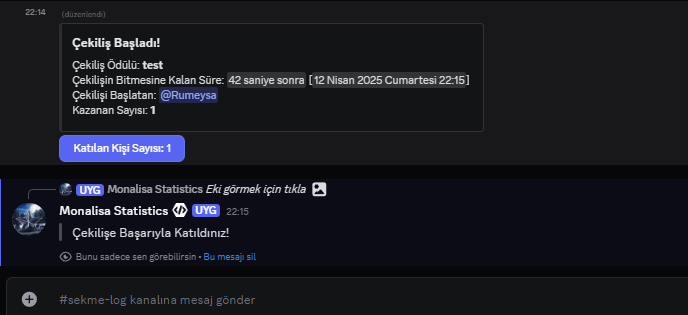 22:14 (düzenlendi)
Çekiliş Başladı!
Çekiliş Ödülü: test
Çekilişin Bitmesine Kalan Süre: 42 saniye sonra [12 Nisan 2025 Cumartesi 22:15]
Çekilişi Başlatan: @Rumeysa
Kazanan Sayısı: 1
Katılan Kişi Sayısı: 1
UYG Monalisa Statistics Eki görmek için tıkla
Monalisa Statistics UYG 22:15
Çekilişe Başarıyla Katıldınız!
Bunu sadece sen görebilirsin • Bu mesajı sil
#sekme-log kanalına mesaj gönder